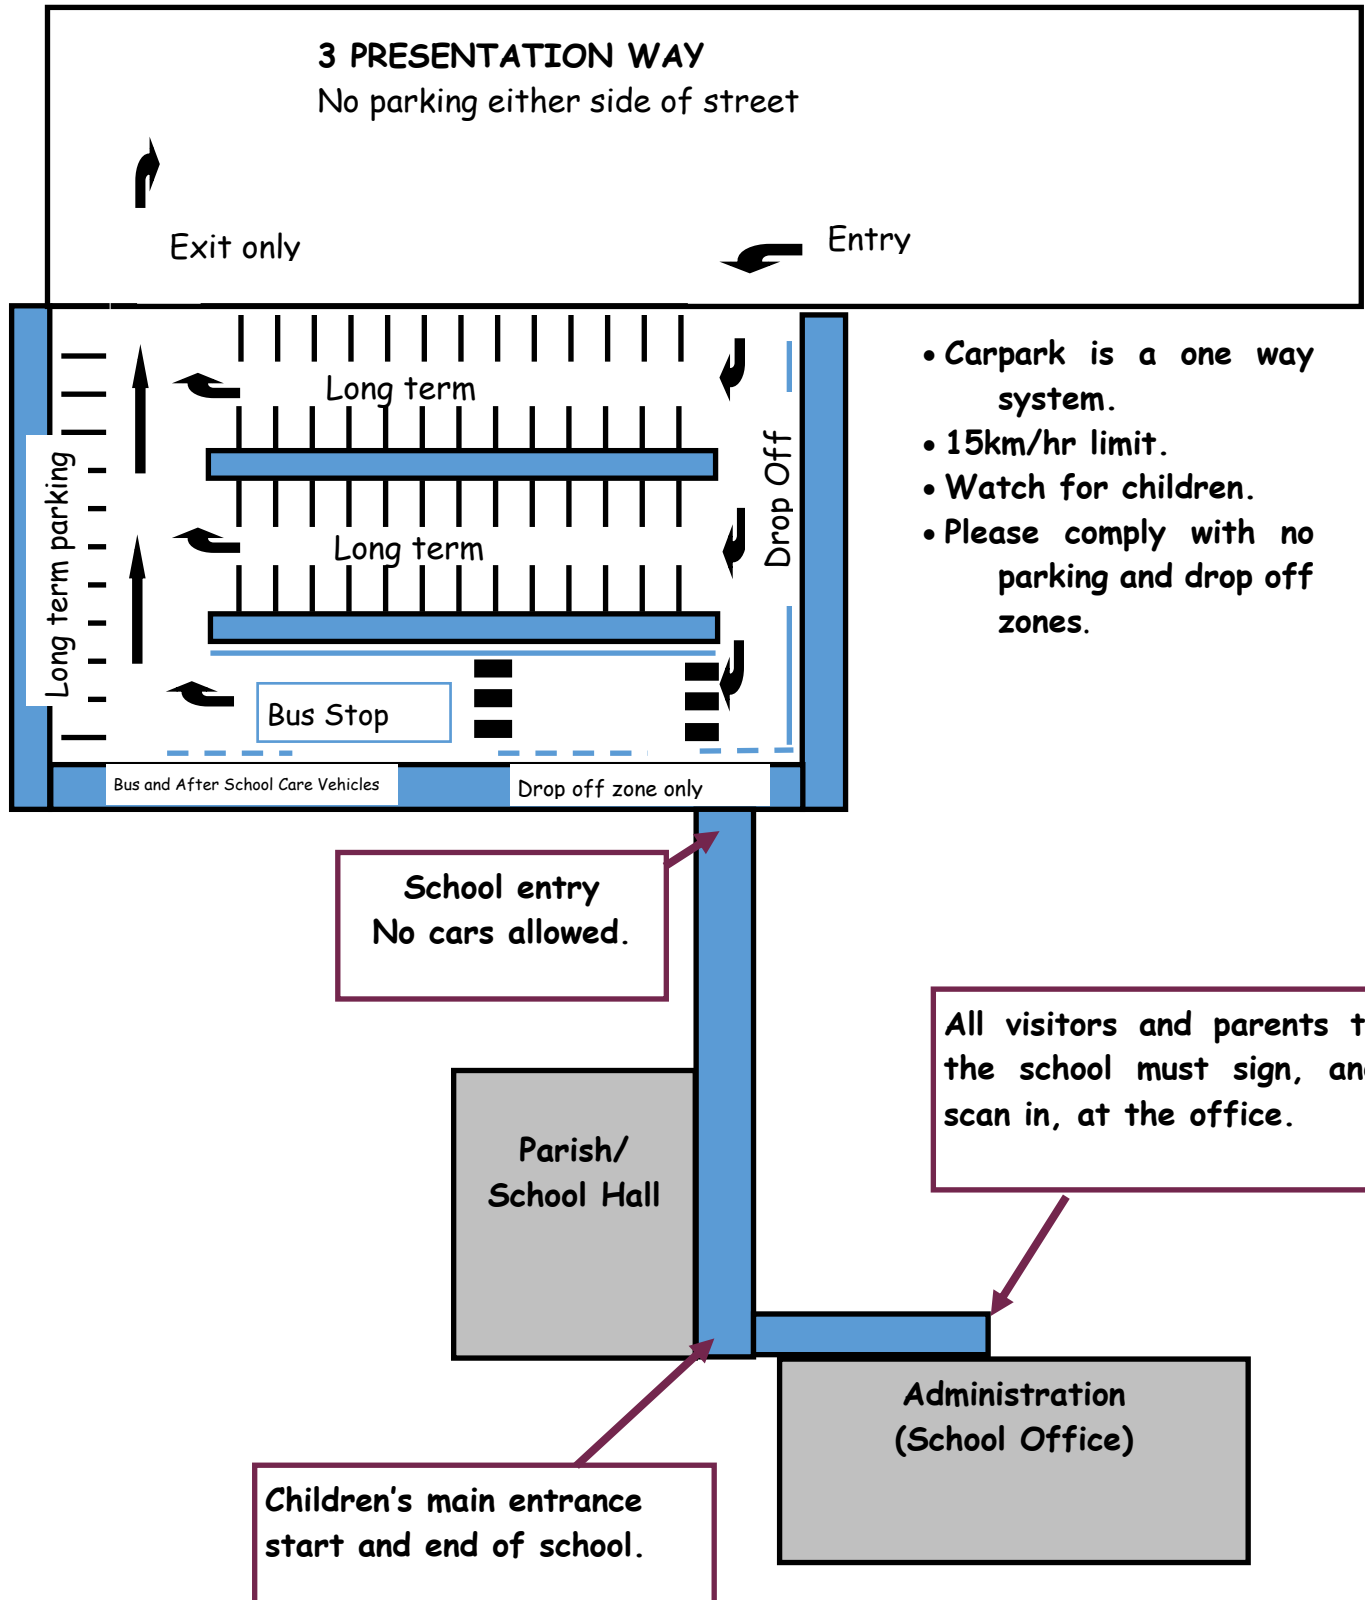 3 PRESENTATION WAY
No parking either side of street
Exit only
Entry
Long term
Long term
Long term parking
Drop Off
Bus Stop
Bus and After School Care Vehicles
Drop off zone only
• Carpark is a one way
system.
• 15km/hr limit.
• Watch for children.
• Please comply with no
parking and drop off
zones.
School entry
No cars allowed.
All visitors and parents t
the school must sign, and
scan in, at the office.
Parish/
School Hall
Administration
(School Office)
Children's main entrance
start and end of school.